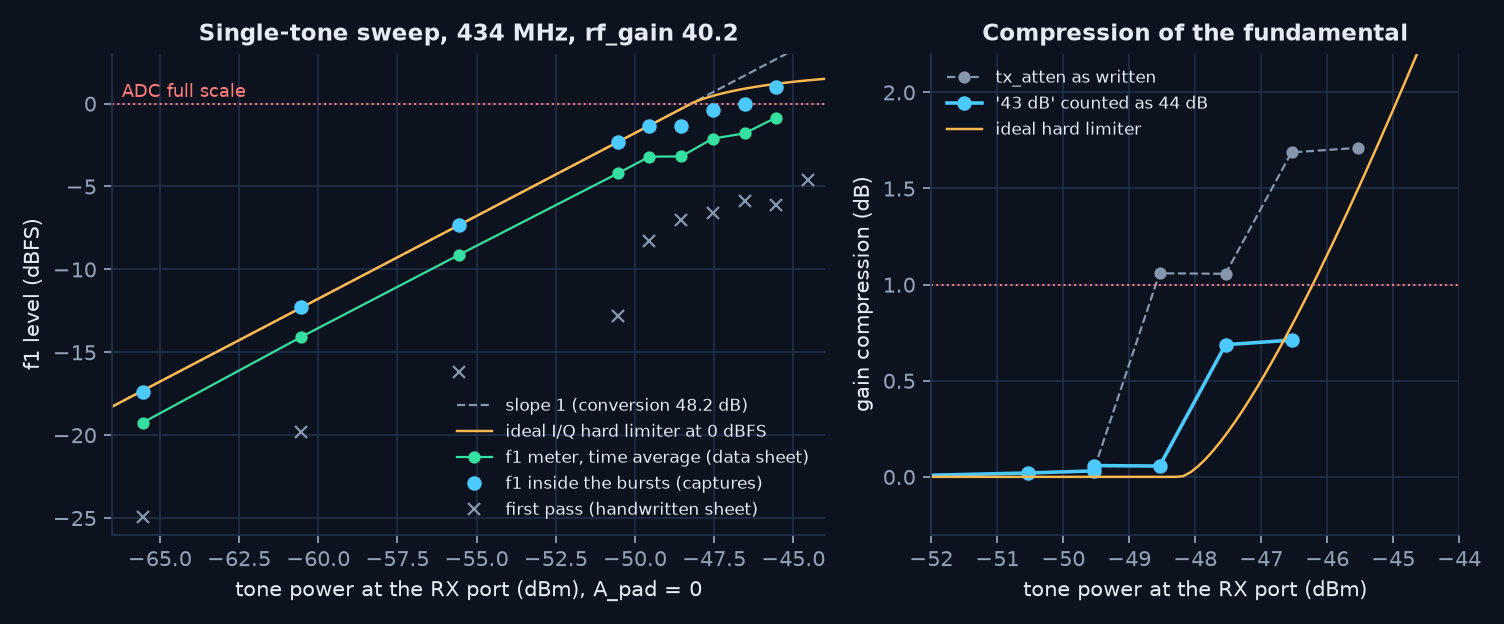 Single-tone sweep, 434 MHz, rf_gain 40.2
ADC full scale
f1 level (dBFS)
0
−5
−10
−15
−20
−25
slope 1 (conversion 48.2 dB)
ideal I/Q hard limiter at 0 dBFS
f1 meter, time average (data sheet)
f1 inside the bursts (captures)
first pass (handwritten sheet)
−65.0 −62.5 −60.0 −57.5 −55.0 −52.5 −50.0 −47.5 −45.0
tone power at the RX port (dBm), A_pad = 0
Compression of the fundamental
tx_atten as written
'43 dB' counted as 44 dB
ideal hard limiter
gain compression (dB)
2.0
1.5
1.0
0.5
0.0
−52 −51 −50 −49 −48 −47 −46 −45 −44
tone power at the RX port (dBm)